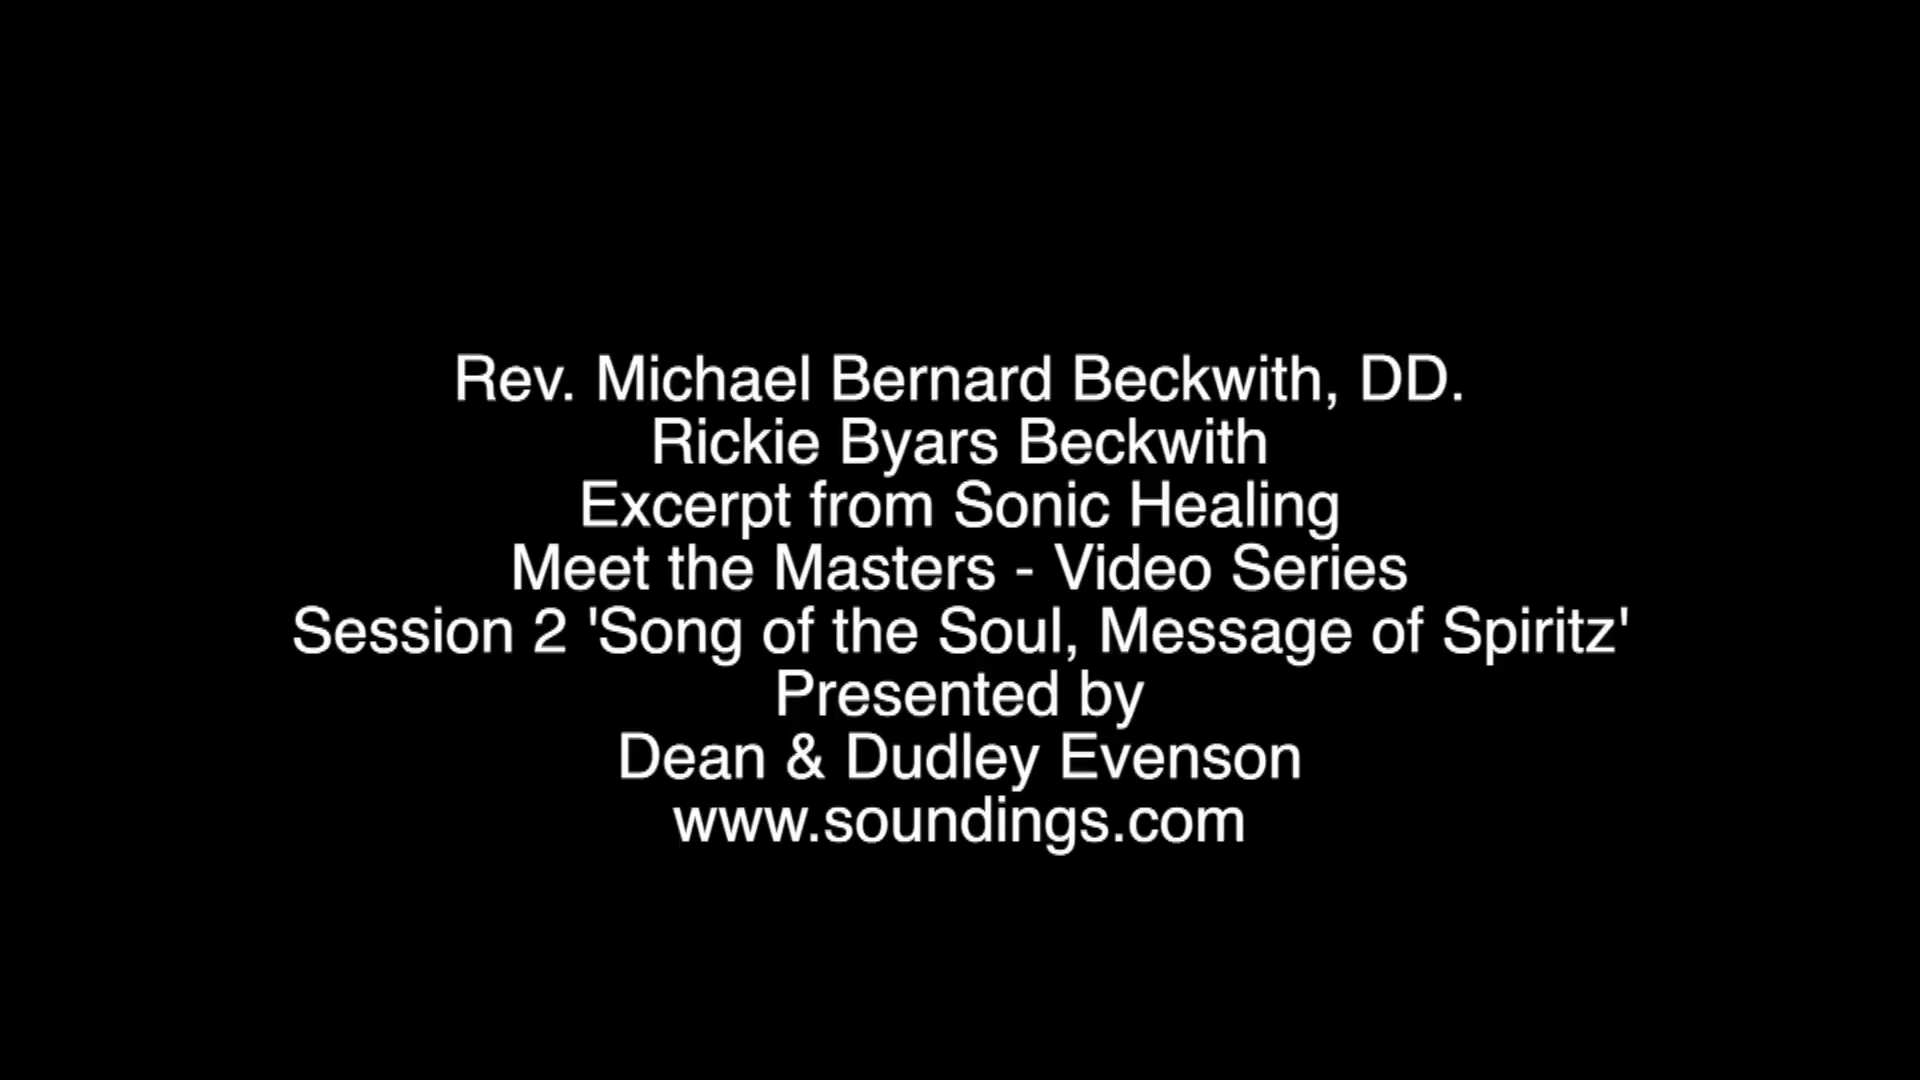 Rev. Michael Bernard Beckwith, DD.
Rickie Byars Beckwith
Excerpt from Sonic Healing
Meet the Masters - Video Series
Session 2 'Song of the Soul, Message of Spiritz'
Presented by
Dean & Dudley Evenson
www.soundings.com